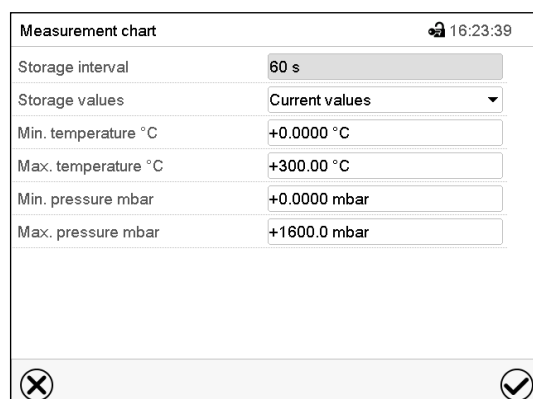 Measurement chart 16:23:39
Storage interval 60 s
Storage values Current values
Min. temperature °C +0.0000 °C
Max. temperature °C +300.00 °C
Min. pressure mbar +0.0000 mbar
Max. pressure mbar +1600.0 mbar